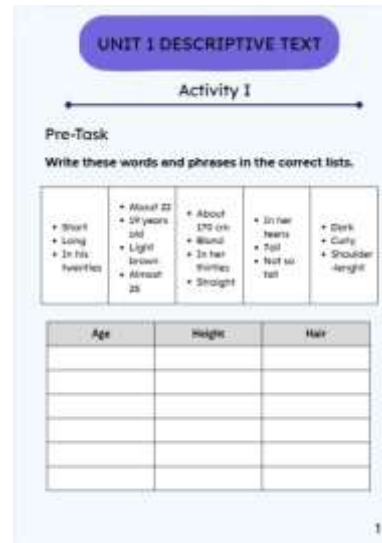 UNIT 1 DESCRIPTIVE TEXT
Activity I
Pre-Task
Write these words and phrases in the correct lists.
• Short
• Long
• In his
twenties
• About 22
• 19 years
old
• Light
brown
• Almost
25
• About
170 cm
• Blond
• In her
thirties
• Straight
• In her
teens
• Tall
• Not so
tall
• Dark
• Curly
• Shoulder
-lenght
Age Height Hair
1